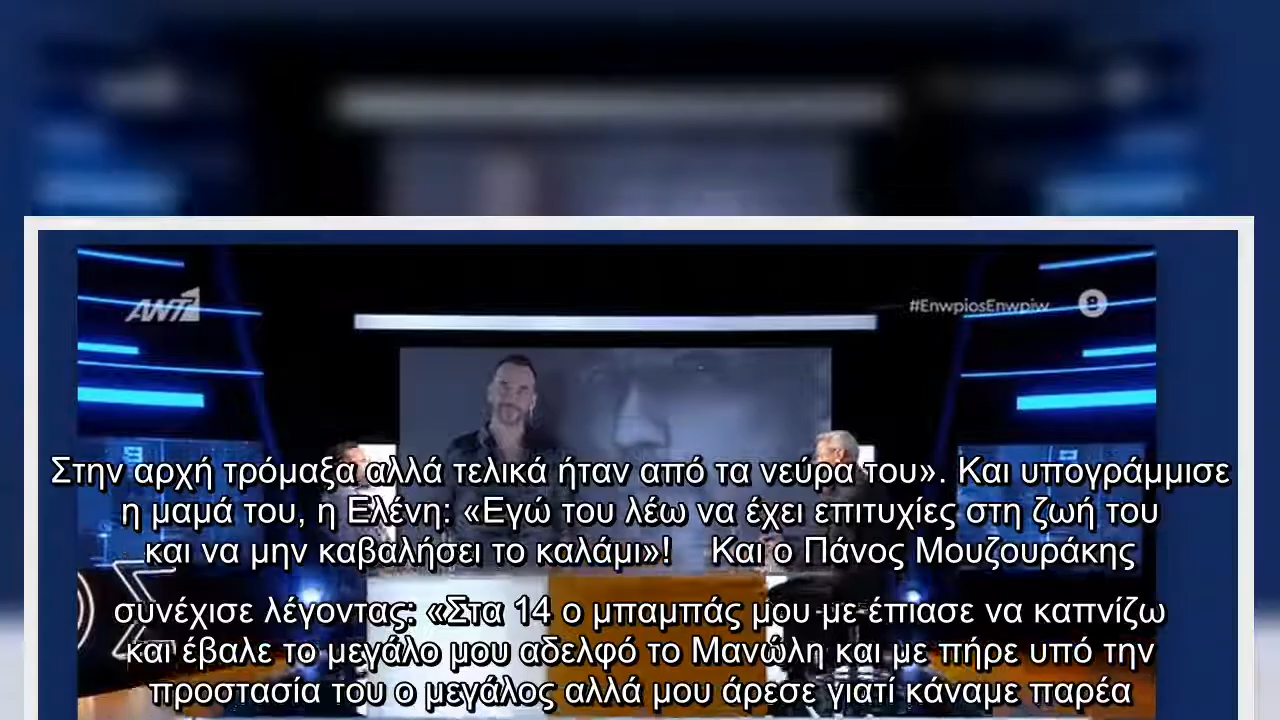 ANT1
#EnwpiosEnwpiw
Στην αρχή τρόμαξα αλλά τελικά ήταν από τα νεύρα του». Και υπογράμμισε
η μαμά του, η Ελένη: «Εγώ του λέω να έχει επιτυχίες στη ζωή του
και να μην καβαλήσει το καλάμι»! Και ο Πάνος Μουζουράκης
συνέχισε λέγοντας: «Στα 14 ο μπαμπάς μου με έπιασε να καπνίζω
και έβαλε το μεγάλο μου αδελφό το Μανώλη και με πήρε υπό την
προστασία του ο μεγάλος αλλά μου άρεσε γιατί κάναμε παρέα